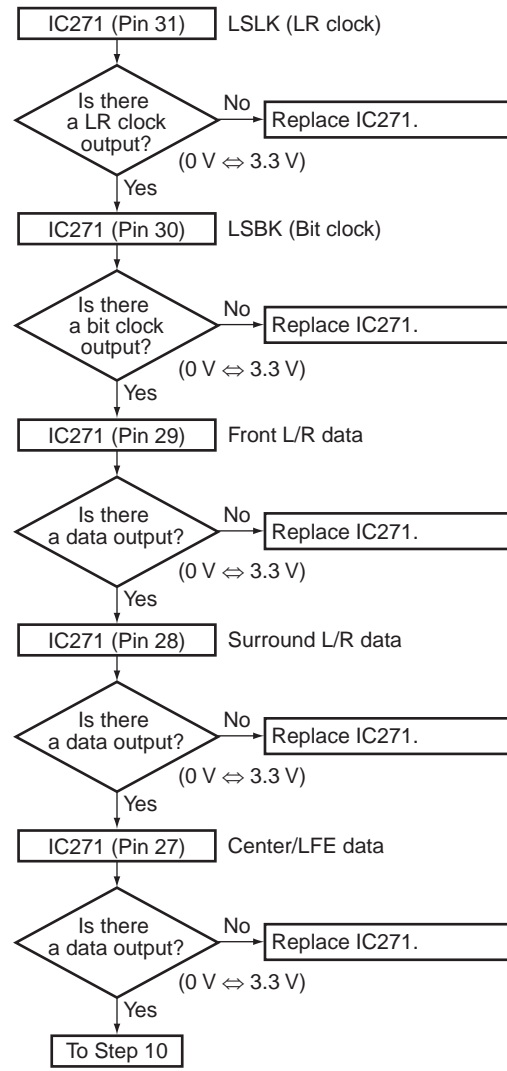 IC271 (Pin 31) LSLK (LR clock)
Is there
a LR clock
output?
No
Replace IC271.
(0 V ⇔ 3.3 V)
Yes
IC271 (Pin 30) LSBK (Bit clock)
Is there
a bit clock
output?
No
Replace IC271.
(0 V ⇔ 3.3 V)
Yes
IC271 (Pin 29) Front L/R data
Is there
a data output?
No
Replace IC271.
(0 V ⇔ 3.3 V)
Yes
IC271 (Pin 28) Surround L/R data
Is there
a data output?
No
Replace IC271.
(0 V ⇔ 3.3 V)
Yes
IC271 (Pin 27) Center/LFE data
Is there
a data output?
No
Replace IC271.
(0 V ⇔ 3.3 V)
Yes
To Step 10